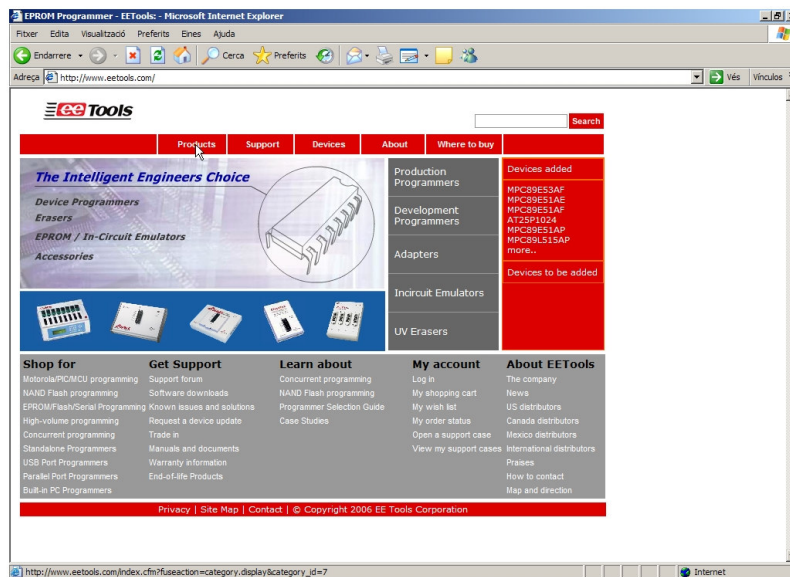 EPROM Programmer - EETools: - Microsoft Internet Explorer
Fitxer Edita Visualització Preferits Eines Ajuda
Endarrere Cerca Preferits
Adreça http://www.eetools.com/ Vés Vínculos
ee Tools
Search
Products Support Devices About Where to buy
The Intelligent Engineers Choice
Device Programmers
Erasers
EPROM / In-Circuit Emulators
Accessories
Production
Programmers
Development
Programmers
Adapters
Incircuit Emulators
UV Erasers
Devices added
MPC89E53AF
MPC89E51AE
MPC89E51AF
AT25P1024
MPC89E51AP
MPC89L515AP
more..
Devices to be added
Shop for
Motorola/PIC/MCU programming
NAND Flash programming
EPROM/Flash/Serial Programming
High-volume programming
Concurrent programming
Standalone Programmers
USB Port Programmers
Parallel Port Programmers
Built-in PC Programmers
Get Support
Support forum
Software downloads
Known issues and solutions
Request a device update
Trade in
Manuals and documents
Warranty information
End-of-life Products
Learn about
Concurrent programming
NAND Flash programming
Programmer Selection Guide
Case Studies
My account
Log in
My shopping cart
My wish list
My order status
Open a support case
View my support cases
About EETools
The company
News
US distributors
Canada distributors
Mexico distributors
International distributors
Praises
How to contact
Map and direction
Privacy | Site Map | Contact | © Copyright 2006 EE Tools Corporation
http://www.eetools.com/index.cfm?fuseaction=category.display&category_id=7 Internet